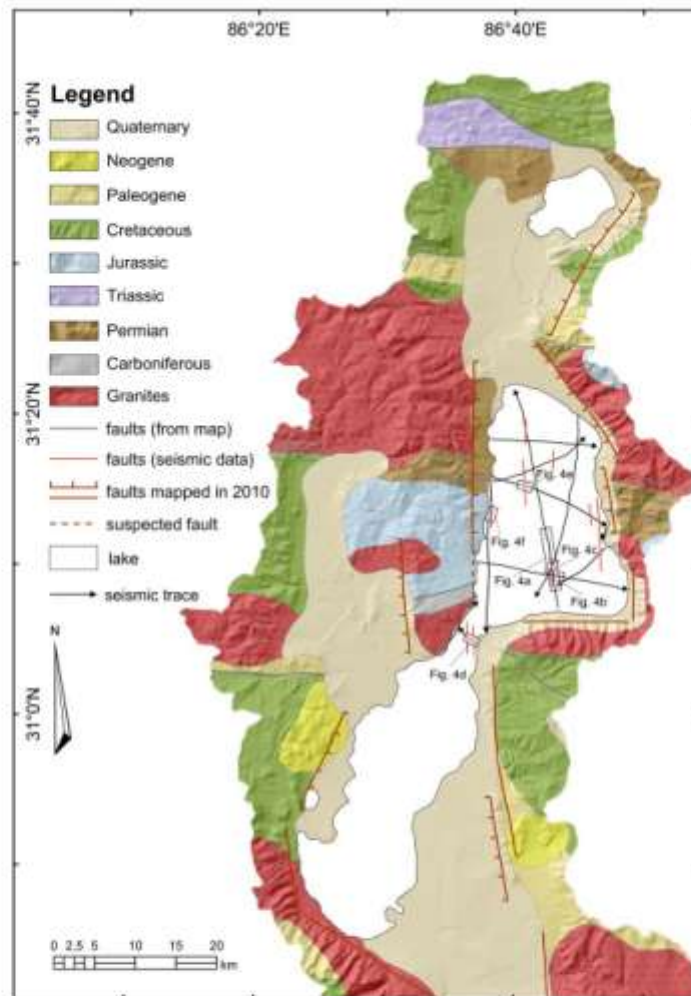 86°20'E
86°40'E
Legend
Quaternary
Neogene
Paleogene
Cretaceous
Jurassic
Triassic
Permian
Carboniferous
Granites
faults (from map)
faults (seismic data)
faults mapped in 2010
suspected fault
lake
seismic trace
31°40'N
31°20'N
31°0'N
N
Fig. 4e
Fig. 4f
Fig. 4c
Fig. 4a
Fig. 4b
Fig. 4d
0 2.5 5 10 15 20
km